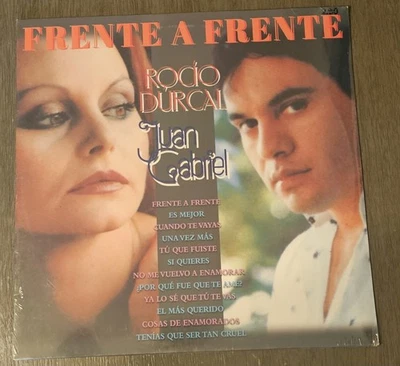 FRENTE A FRENTE
ROCÍO
DÚRCAL
Juan
Gabriel
FRENTE A FRENTE
ES MEJOR
CUANDO TE VAYAS
UNA VEZ MÁS
TÚ QUE FUISTE
SI QUIERES
NO ME VUELVO A ENAMORAR
¿POR QUÉ FUE QUE TE AMÉ?
YA LO SÉ QUE TÚ TE VAS
EL MÁS QUERIDO
COSAS DE ENAMORADOS
TENÍAS QUE SER TAN CRUEL